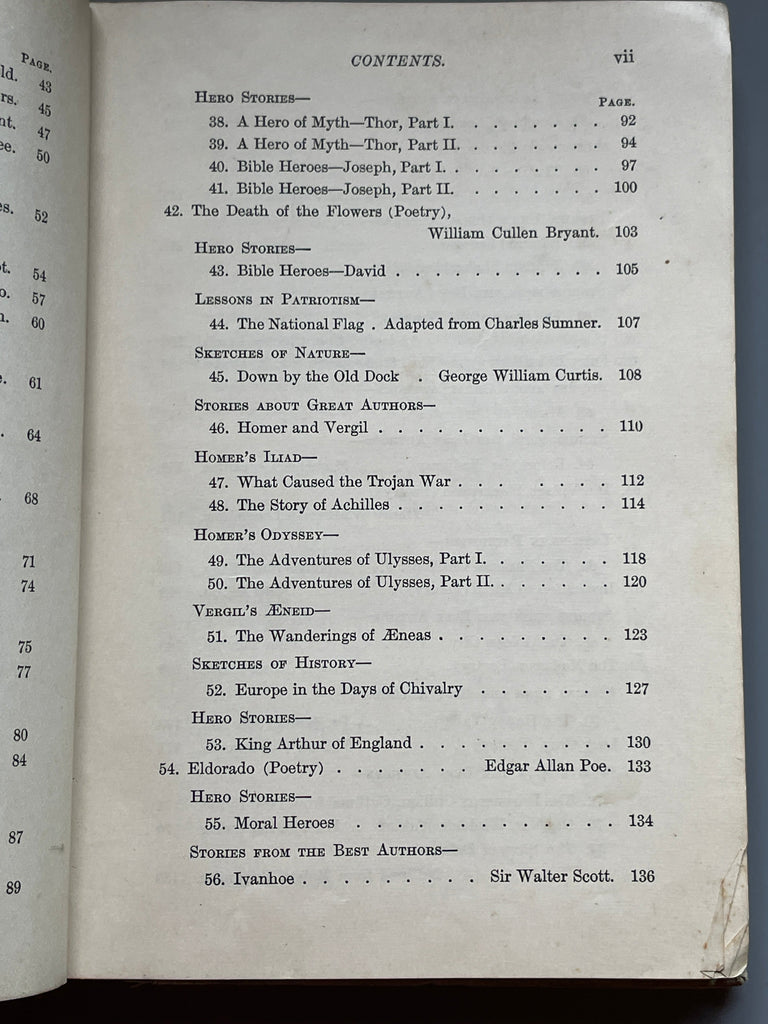 PAGE.
ld. 43
rs. 45
nt. 47
ee. 50
es. 52
t. 54
o. 57
60
61
64
68
71
74
75
77
80
84
87
89
CONTENTS. vii
HERO STORIES— PAGE.
38. A Hero of Myth—Thor, Part I. . . . . . . . 92
39. A Hero of Myth—Thor, Part II. . . . . . . . 94
40. Bible Heroes—Joseph, Part I. . . . . . . . . 97
41. Bible Heroes—Joseph, Part II. . . . . . . . 100
42. The Death of the Flowers (Poetry),
William Cullen Bryant. 103
HERO STORIES—
43. Bible Heroes—David . . . . . . . . . . . 105
LESSONS IN PATRIOTISM—
44. The National Flag . Adapted from Charles Sumner. 107
SKETCHES OF NATURE—
45. Down by the Old Dock . George William Curtis. 108
STORIES ABOUT GREAT AUTHORS—
46. Homer and Vergil . . . . . . . . . . . . 110
HOMER'S ILIAD—
47. What Caused the Trojan War . . . . . . 112
48. The Story of Achilles . . . . . . . . . . . 114
HOMER'S ODYSSEY—
49. The Adventures of Ulysses, Part I. . . . . . . 118
50. The Adventures of Ulysses, Part II. . . . . . . 120
VERGIL'S ÆNEID—
51. The Wanderings of Æneas . . . . . . . . . 123
SKETCHES OF HISTORY—
52. Europe in the Days of Chivalry . . . . . . . 127
HERO STORIES—
53. King Arthur of England . . . . . . . . . . 130
54. Eldorado (Poetry) . . . . . . . Edgar Allan Poe. 133
HERO STORIES—
55. Moral Heroes . . . . . . . . . . . . 134
STORIES FROM THE BEST AUTHORS—
56. Ivanhoe . . . . . . . . . Sir Walter Scott. 136